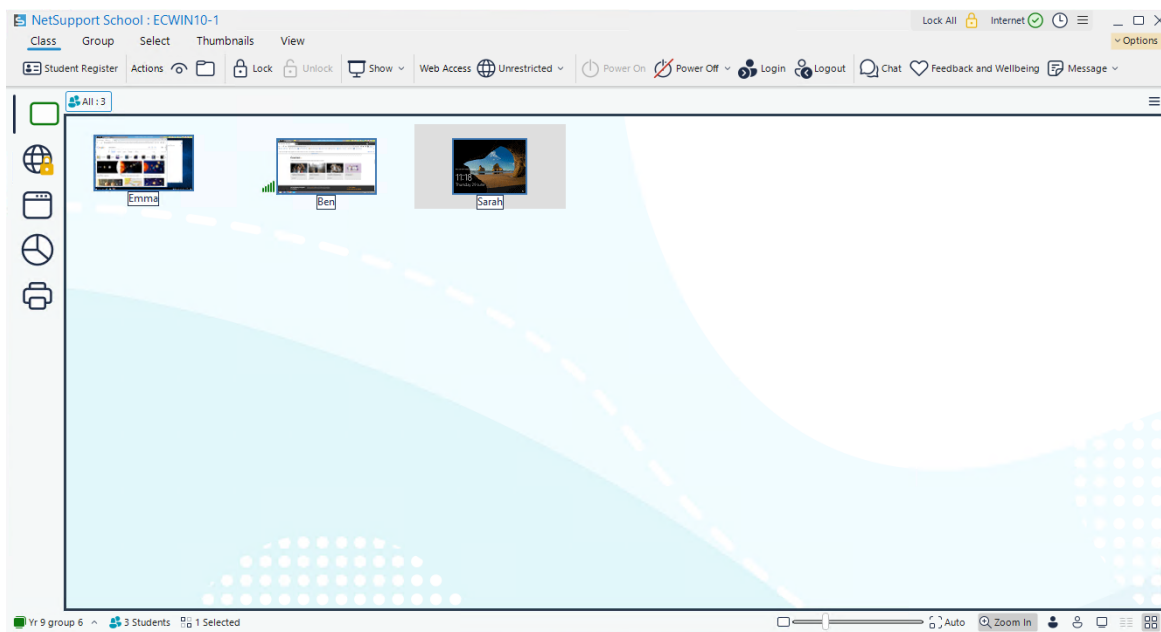 NetSupport School : ECWIN10-1 Lock All Internet
Class Group Select Thumbnails View Options
Student Register Actions Lock Unlock Show Web Access Unrestricted Power On Power Off Login Logout Chat Feedback and Wellbeing Message
All : 3
11:18
Emma
Ben
Sarah
Yr 9 group 6 3 Students 1 Selected Auto Zoom In